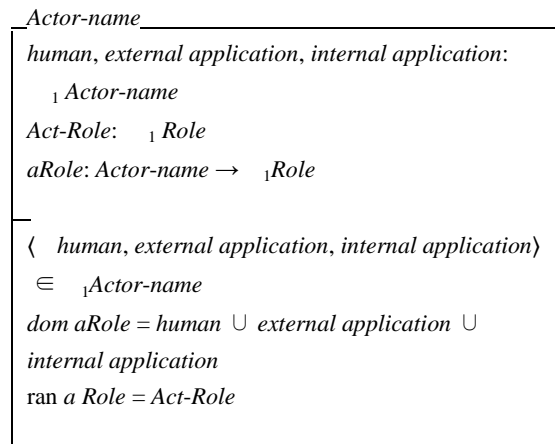 Actor-name
human, external application, internal application:
₁ Actor-name
Act-Role: ₁ Role
aRole: Actor-name → ₁Role
⟨ human, external application, internal application⟩
∈ ₁Actor-name
dom aRole = human ∪ external application ∪
internal application
ran a Role = Act-Role